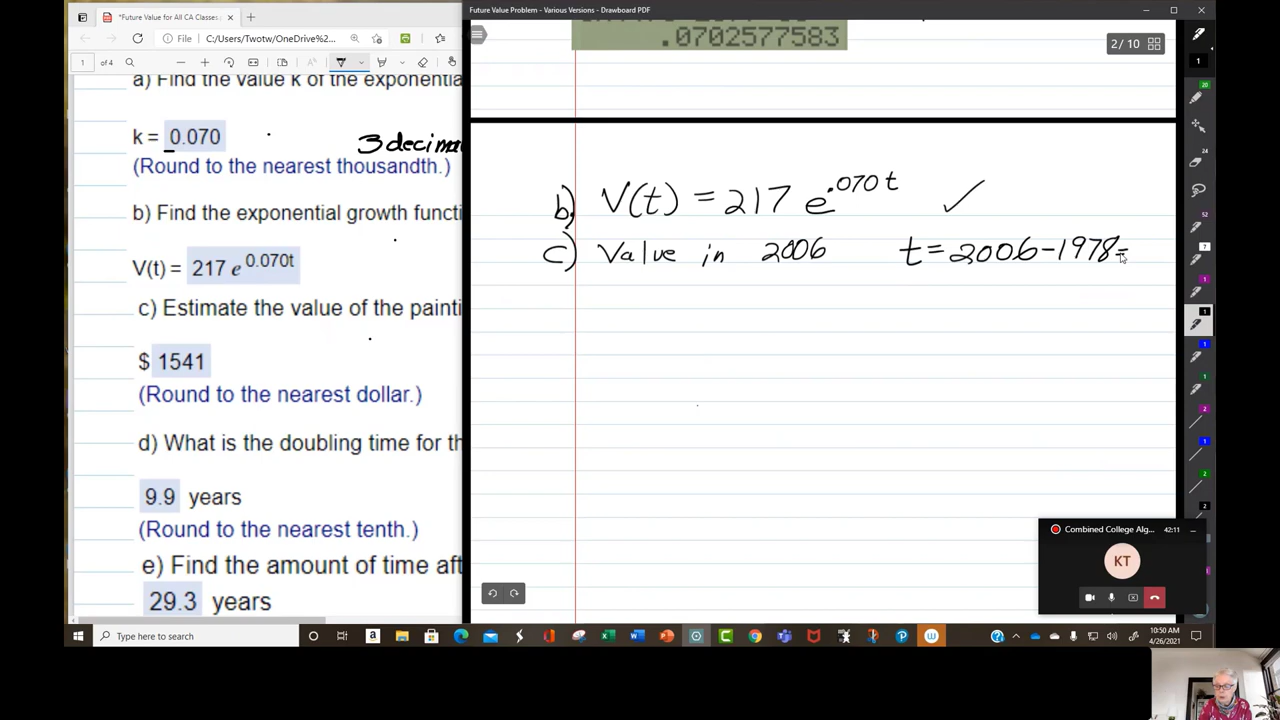 *Future Value for All CA Classes
File
C:/Users/Twotw/OneDrive%...
1 of 4
a) Find the value k of the exponentia
k = 0.070
3 decima
(Round to the nearest thousandth.)
b) Find the exponential growth functi
V(t) = 217 e 0.070t
c) Estimate the value of the painti
$ 1541
(Round to the nearest dollar.)
d) What is the doubling time for th
9.9 years
(Round to the nearest tenth.)
e) Find the amount of time aft
29.3 years
Future Value Problem - Various Versions - Drawboard PDF
.0702577583
2 / 10
b) V(t) = 217 e .070 t ✓
c) Value in 2006 t = 2006-1978=
Combined College Alg... 42:11
KT
Type here to search
10:50 AM
4/26/2021